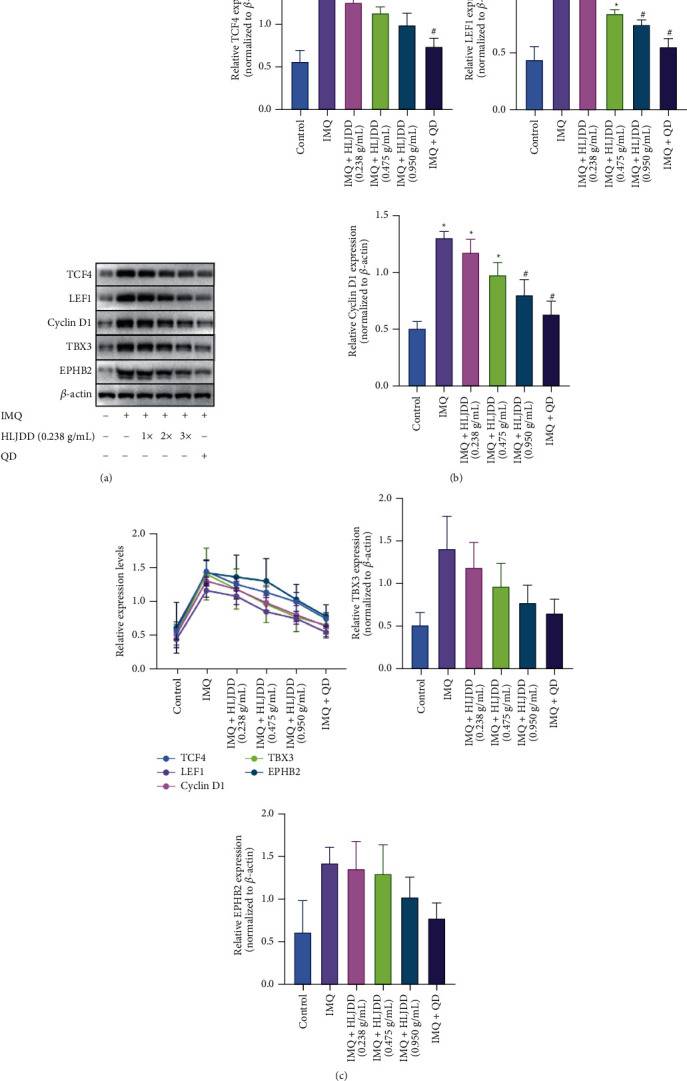 Relative TCF4 exp
(normalized to β-
1.0
0.5
0.0
#
Control
IMQ
IMQ + HLJDD
(0.238 g/mL)
IMQ + HLJDD
(0.475 g/mL)
IMQ + HLJDD
(0.950 g/mL)
IMQ + QD
Relative LEF1 e
(normalized to
0.5
0.0
*
#
#
Control
IMQ
IMQ + HLJDD
(0.238 g/mL)
IMQ + HLJDD
(0.475 g/mL)
IMQ + HLJDD
(0.950 g/mL)
IMQ + QD
TCF4
LEF1
Cyclin D1
TBX3
EPHB2
β-actin
IMQ – + + + + +
HLJDD (0.238 g/mL) – – 1× 2× 3× –
QD – – – – – +
(a)
Relative Cyclin D1 expression
(normalized to β-actin)
1.5
1.0
0.5
0.0
* * * # #
Control
IMQ
IMQ + HLJDD
(0.238 g/mL)
IMQ + HLJDD
(0.475 g/mL)
IMQ + HLJDD
(0.950 g/mL)
IMQ + QD
(b)
Relative expression levels
2.0
1.5
1.0
0.5
0.0
Control
IMQ
IMQ + HLJDD
(0.238 g/mL)
IMQ + HLJDD
(0.475 g/mL)
IMQ + HLJDD
(0.950 g/mL)
IMQ + QD
TCF4
LEF1
Cyclin D1
TBX3
EPHB2
Relative TBX3 expression
(normalized to β-actin)
2.0
1.5
1.0
0.5
0.0
Control
IMQ
IMQ + HLJDD
(0.238 g/mL)
IMQ + HLJDD
(0.475 g/mL)
IMQ + HLJDD
(0.950 g/mL)
IMQ + QD
Relative EPHB2 expression
(normalized to β-actin)
2.0
1.5
1.0
0.5
0.0
Control
IMQ
IMQ + HLJDD
(0.238 g/mL)
IMQ + HLJDD
(0.475 g/mL)
IMQ + HLJDD
(0.950 g/mL)
IMQ + QD
(c)